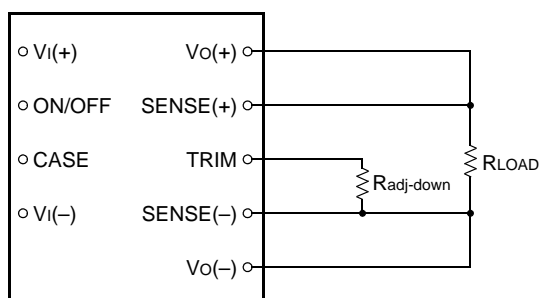 VI(+) VO(+)
ON/OFF SENSE(+)
CASE TRIM
Radj-down
RLOAD
VI(–) SENSE(–)
VO(–)